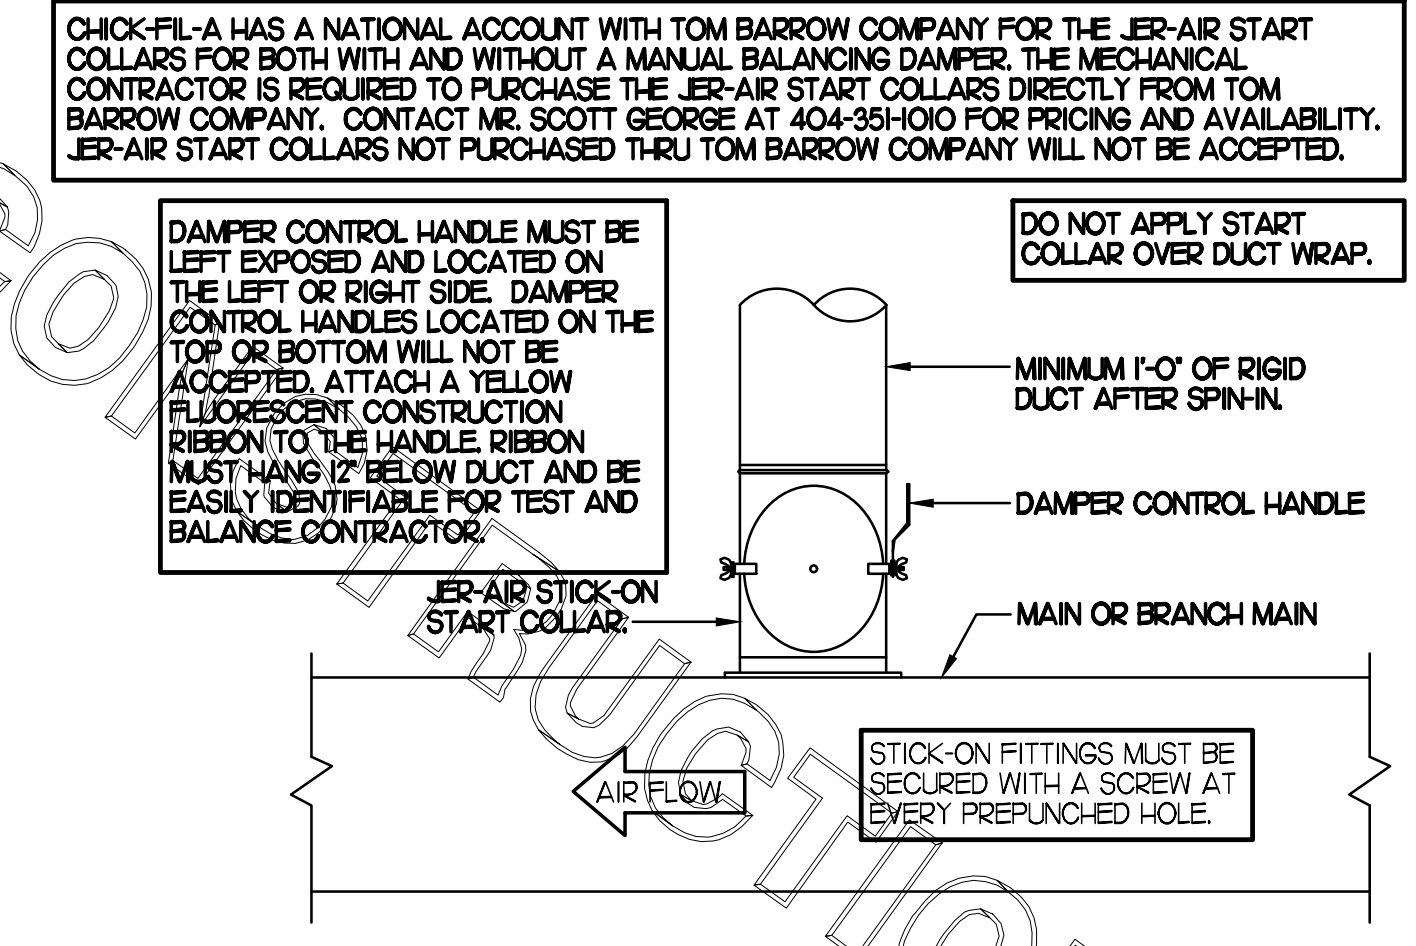 CHICK-FIL-A HAS A NATIONAL ACCOUNT WITH TOM BARROW COMPANY FOR THE JER-AIR START
COLLARS FOR BOTH WITH AND WITHOUT A MANUAL BALANCING DAMPER. THE MECHANICAL
CONTRACTOR IS REQUIRED TO PURCHASE THE JER-AIR START COLLARS DIRECTLY FROM TOM
BARROW COMPANY. CONTACT MR. SCOTT GEORGE AT 404-351-1010 FOR PRICING AND AVAILABILITY.
JER-AIR START COLLARS NOT PURCHASED THRU TOM BARROW COMPANY WILL NOT BE ACCEPTED.
DAMPER CONTROL HANDLE MUST BE
LEFT EXPOSED AND LOCATED ON
THE LEFT OR RIGHT SIDE. DAMPER
CONTROL HANDLES LOCATED ON THE
TOP OR BOTTOM WILL NOT BE
ACCEPTED. ATTACH A YELLOW
FLUORESCENT CONSTRUCTION
RIBBON TO THE HANDLE. RIBBON
MUST HANG 12" BELOW DUCT AND BE
EASILY IDENTIFIABLE FOR TEST AND
BALANCE CONTRACTOR.
DO NOT APPLY START
COLLAR OVER DUCT WRAP.
MINIMUM 1'-0" OF RIGID
DUCT AFTER SPIN-IN.
DAMPER CONTROL HANDLE
JER-AIR STICK-ON
START COLLAR.
MAIN OR BRANCH MAIN
STICK-ON FITTINGS MUST BE
SECURED WITH A SCREW AT
EVERY PREPUNCHED HOLE.
AIR FLOW
CONSTRUCTIO